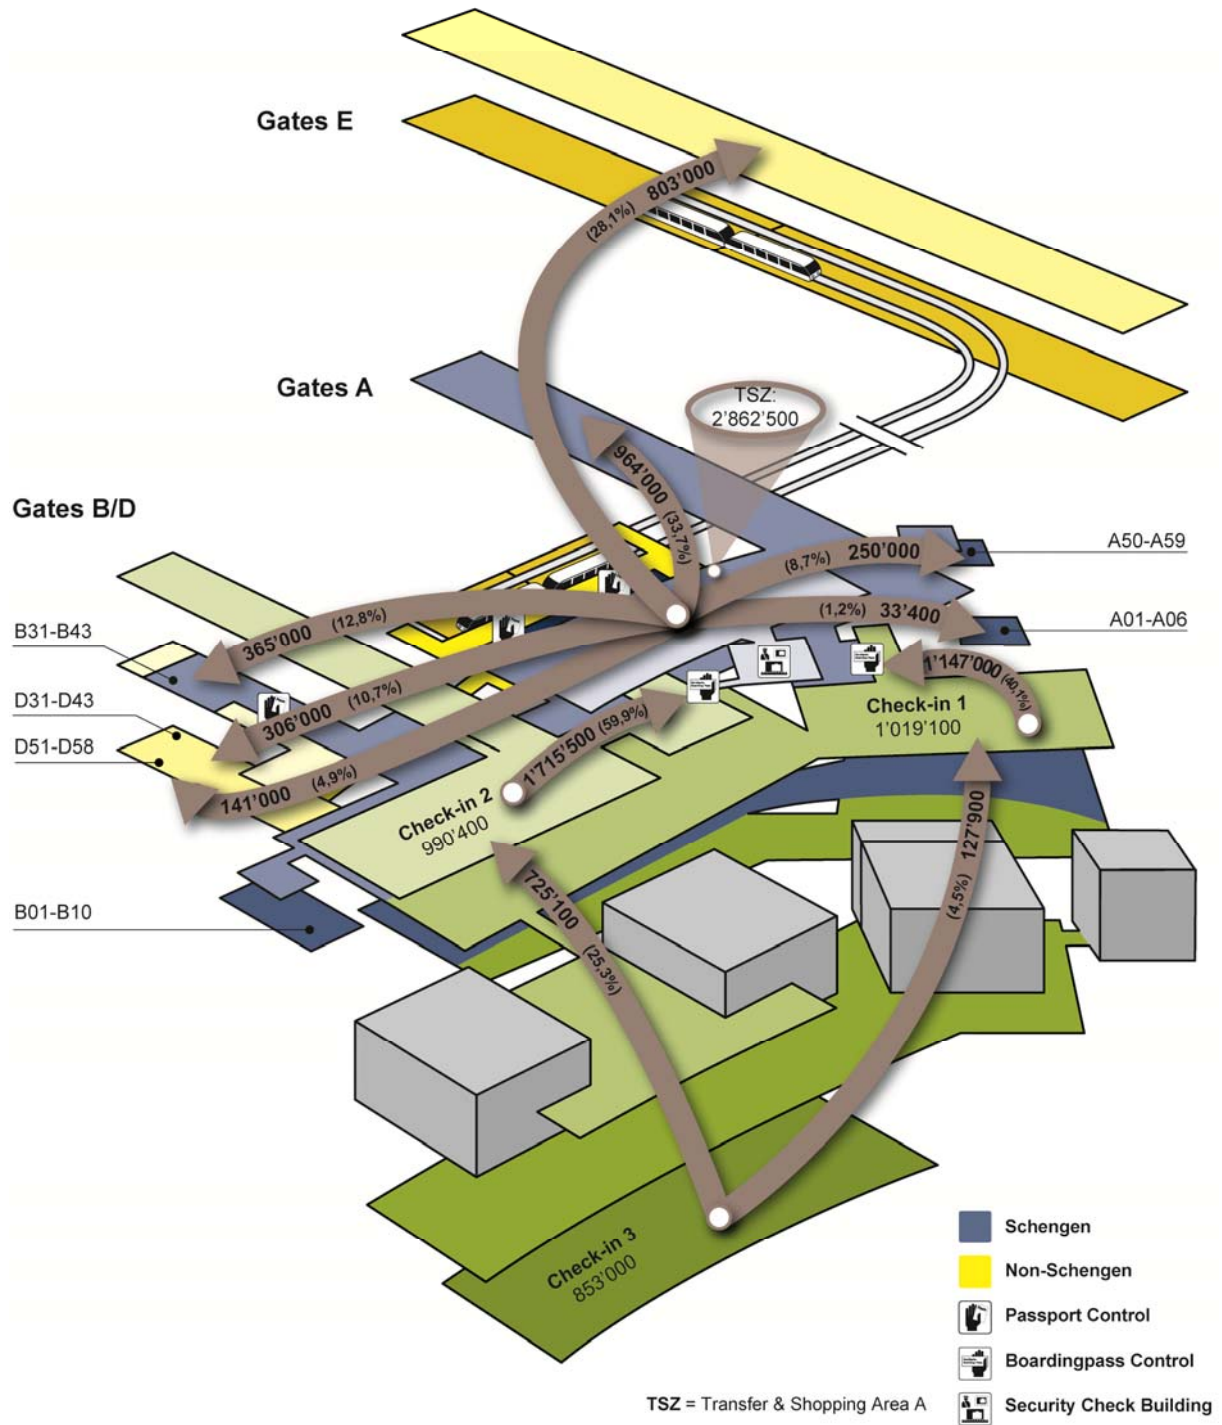 Gates E
803’000
(28,1%)
Gates A
TSZ:
2’862’500
964’000
(33,7%)
Gates B/D
(8,7%) 250’000
A50-A59
(1,2%) 33’400
A01-A06
B31-B43
365’000 (12,8%)
D31-D43
306’000 (10,7%)
D51-D58
141’000 (4,9%)
1’147’000 (40,1%)
Check-in 1
1’019’100
1’715’500 (59,9%)
Check-in 2
990’400
B01-B10
725’100 (25,3%)
(4,5%) 127’900
Check-in 3
853’000
Schengen
Non-Schengen
Passport Control
Boardingpass Control
Security Check Building
TSZ = Transfer & Shopping Area A